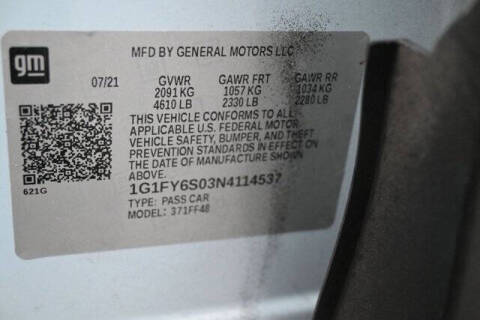 gm
MFD BY GENERAL MOTORS LLC
07/21 GVWR GAWR FRT GAWR RR
2091 KG 1057 KG 1034 KG
4610 LB 2330 LB 2280 LB
THIS VEHICLE CONFORMS TO ALL
APPLICABLE U.S. FEDERAL MOTOR
VEHICLE SAFETY, BUMPER, AND THEFT
PREVENTION STANDARDS IN EFFECT ON
THE DATE OF MANUFACTURE SHOWN
ABOVE.
621G
1G1FY6S03N4114537
TYPE: PASS CAR
MODEL: 371FF48